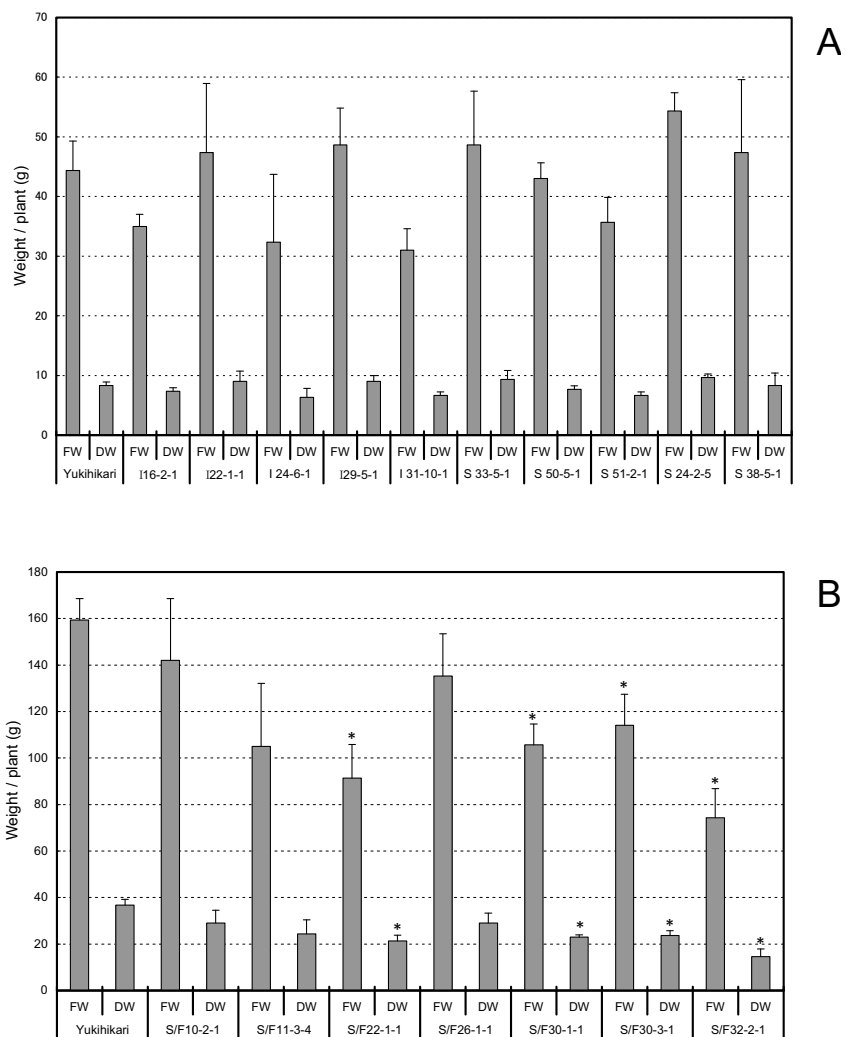 A
70
60
50
40
30
20
10
0
Weight / plant (g)
FW DW FW DW FW DW FW DW FW DW FW DW FW DW FW DW FW DW FW DW
Yukihikari I16-2-1 I22-1-1 I 24-6-1 I29-5-1 I 31-10-1 S 33-5-1 S 50-5-1 S 51-2-1 S 24-2-5 S 38-5-1
B
180
160
140
120
100
80
60
40
20
0
Weight / plant (g)
* * * * * * * *
FW DW FW DW FW DW FW DW FW DW FW DW FW DW FW DW
Yukihikari S/F10-2-1 S/F11-3-4 S/F22-1-1 S/F26-1-1 S/F30-1-1 S/F30-3-1 S/F32-2-1